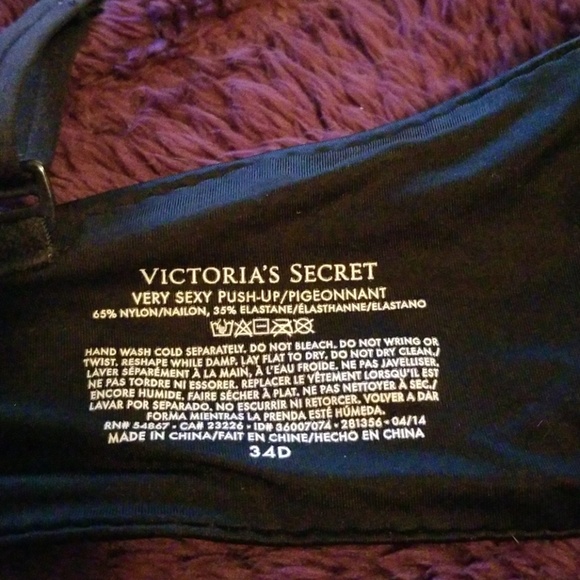 VICTORIA'S SECRET
VERY SEXY PUSH-UP/PIGEONNANT
65% NYLON/NAILON, 35% ELASTANE/ÉLASTHANNE/ELASTANO
HAND WASH COLD SEPARATELY. DO NOT BLEACH. DO NOT WRING OR
TWIST. RESHAPE WHILE DAMP. LAY FLAT TO DRY. DO NOT DRY CLEAN./
LAVER SÉPARÉMENT À LA MAIN, À L'EAU FROIDE. NE PAS JAVELLISER.
NE PAS TORDRE NI ESSORER. REPLACER LE VÊTEMENT LORSQU'IL EST
ENCORE HUMIDE. FAIRE SÉCHER À PLAT. NE PAS NETTOYER À SEC./
LAVAR POR SEPARADO. NO ESCURRIR NI RETORCER. VOLVER A DAR
FORMA MIENTRAS LA PRENDA ESTÉ HÚMEDA.
RN# 54867 • CA# 23226 • ID# 36007074 • 281356 • 04/14
MADE IN CHINA/FAIT EN CHINE/HECHO EN CHINA
34D